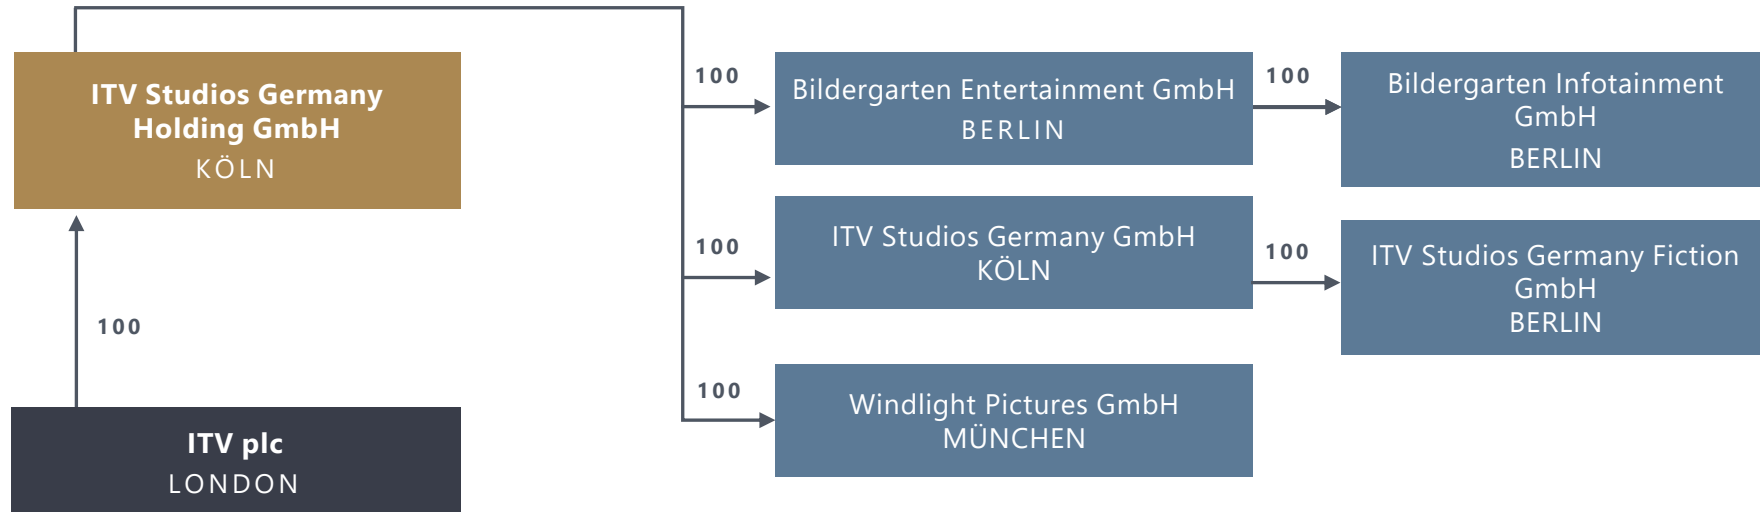 ITV Studios Germany
Holding GmbH
KÖLN
100
ITV plc
LONDON
100
Bildergarten Entertainment GmbH
BERLIN
100
Bildergarten Infotainment
GmbH
BERLIN
100
ITV Studios Germany GmbH
KÖLN
100
ITV Studios Germany Fiction
GmbH
BERLIN
100
Windlight Pictures GmbH
MÜNCHEN